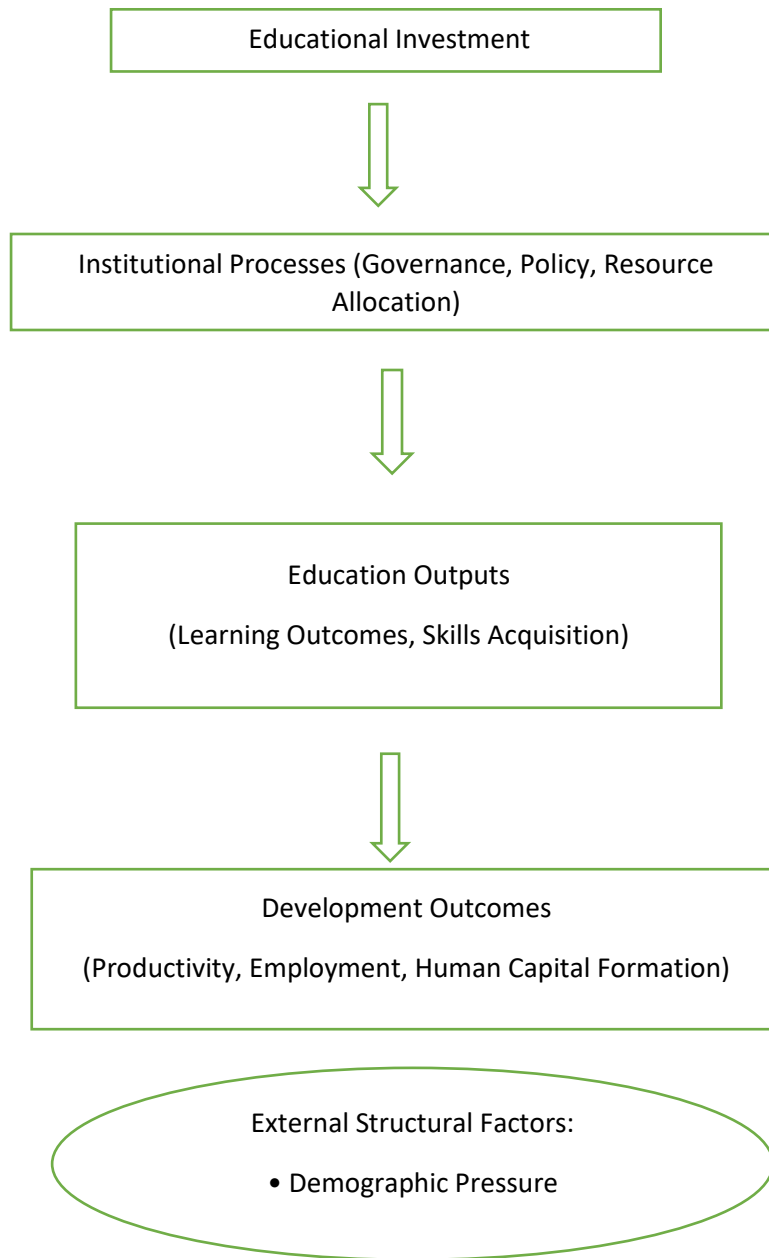 Educational Investment
Institutional Processes (Governance, Policy, Resource
Allocation)
Education Outputs
(Learning Outcomes, Skills Acquisition)
Development Outcomes
(Productivity, Employment, Human Capital Formation)
External Structural Factors:
• Demographic Pressure